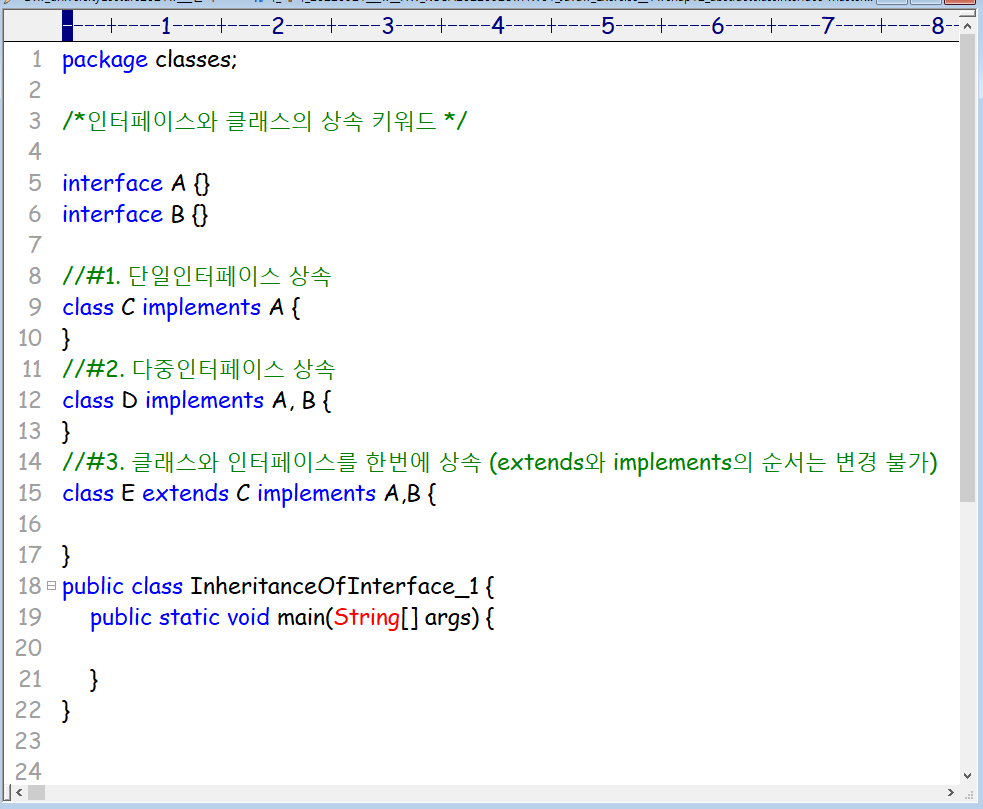 ----+----1----+----2----+----3----+----4----+----5----+----6----+----7----+----8--
1 package classes;
2
3 /*인터페이스와 클래스의 상속 키워드 */
4
5 interface A {}
6 interface B {}
7
8 //#1. 단일인터페이스 상속
9 class C implements A {
10 }
11 //#2. 다중인터페이스 상속
12 class D implements A, B {
13 }
14 //#3. 클래스와 인터페이스를 한번에 상속 (extends와 implements의 순서는 변경 불가)
15 class E extends C implements A,B {
16
17 }
18 public class InheritanceOfInterface_1 {
19 public static void main(String[] args) {
20
21 }
22 }
23
24